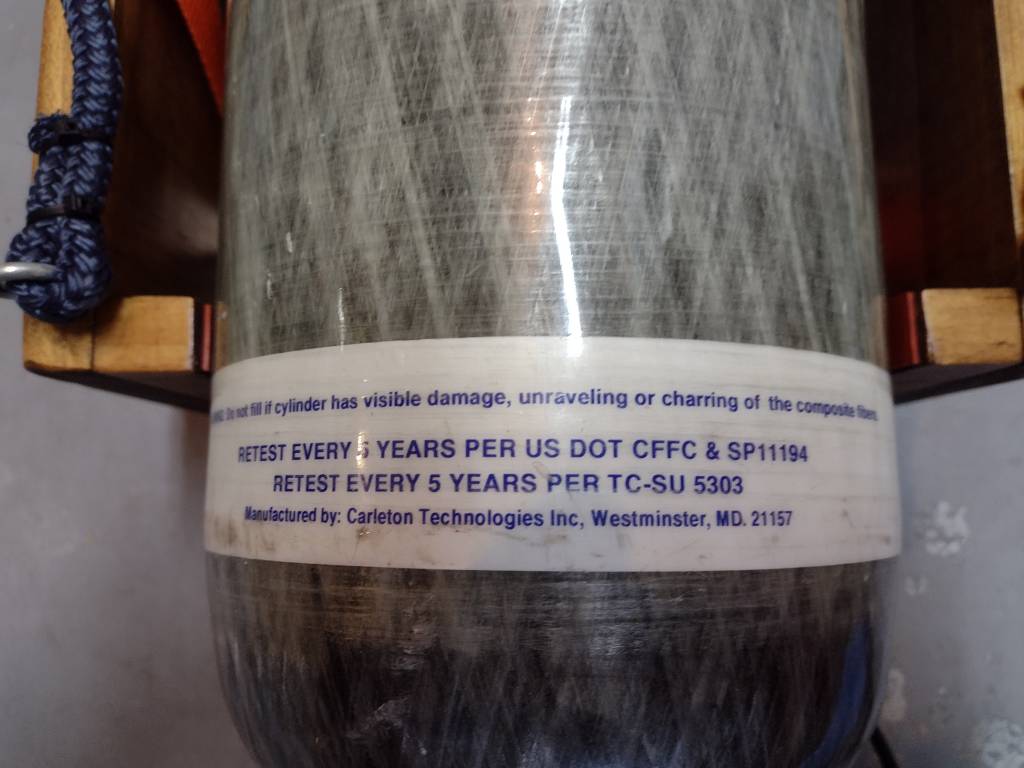 Do not fill if cylinder has visible damage, unraveling or charring of the composite fibers.
RETEST EVERY 5 YEARS PER US DOT CFFC & SP11194
RETEST EVERY 5 YEARS PER TC-SU 5303
Manufactured by: Carleton Technologies Inc, Westminster, MD. 21157